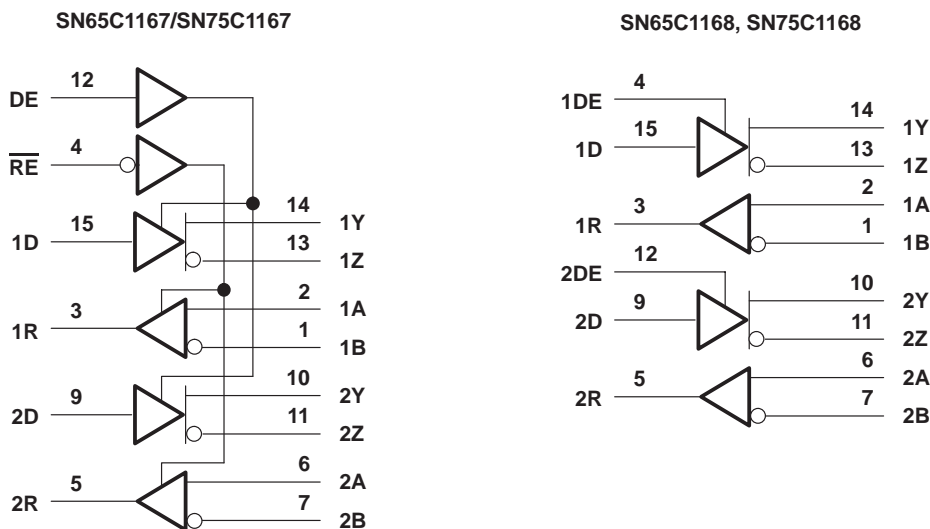 SN65C1167/SN75C1167
DE 12
RE 4
1D 15 14 1Y
13 1Z
1R 3 2 1A
1 1B
2D 9 10 2Y
11 2Z
2R 5 6 2A
7 2B
SN65C1168, SN75C1168
1DE 4
1D 15 14 1Y
13 1Z
1R 3 2 1A
1 1B
2DE 12
2D 9 10 2Y
11 2Z
2R 5 6 2A
7 2B